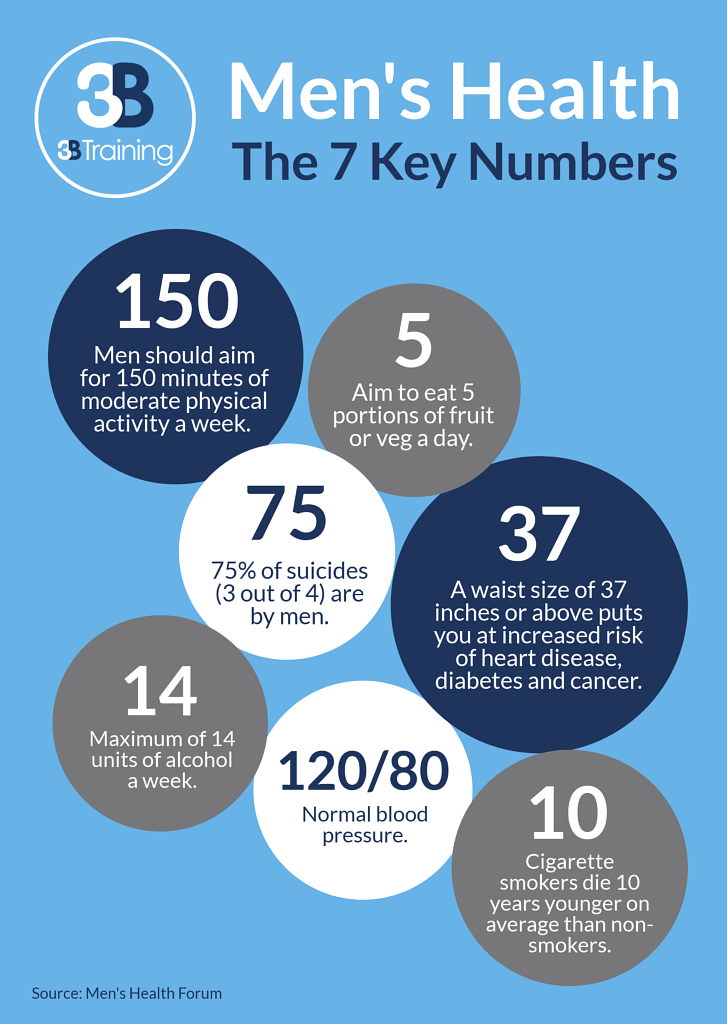 3B
3BTraining
Men's Health
The 7 Key Numbers
150
Men should aim
for 150 minutes of
moderate physical
activity a week.
5
Aim to eat 5
portions of fruit
or veg a day.
75
75% of suicides
(3 out of 4) are
by men.
37
A waist size of 37
inches or above puts
you at increased risk
of heart disease,
diabetes and cancer.
14
Maximum of 14
units of alcohol
a week.
120/80
Normal blood
pressure.
10
Cigarette
smokers die 10
years younger on
average than non-
smokers.
Source: Men's Health Forum